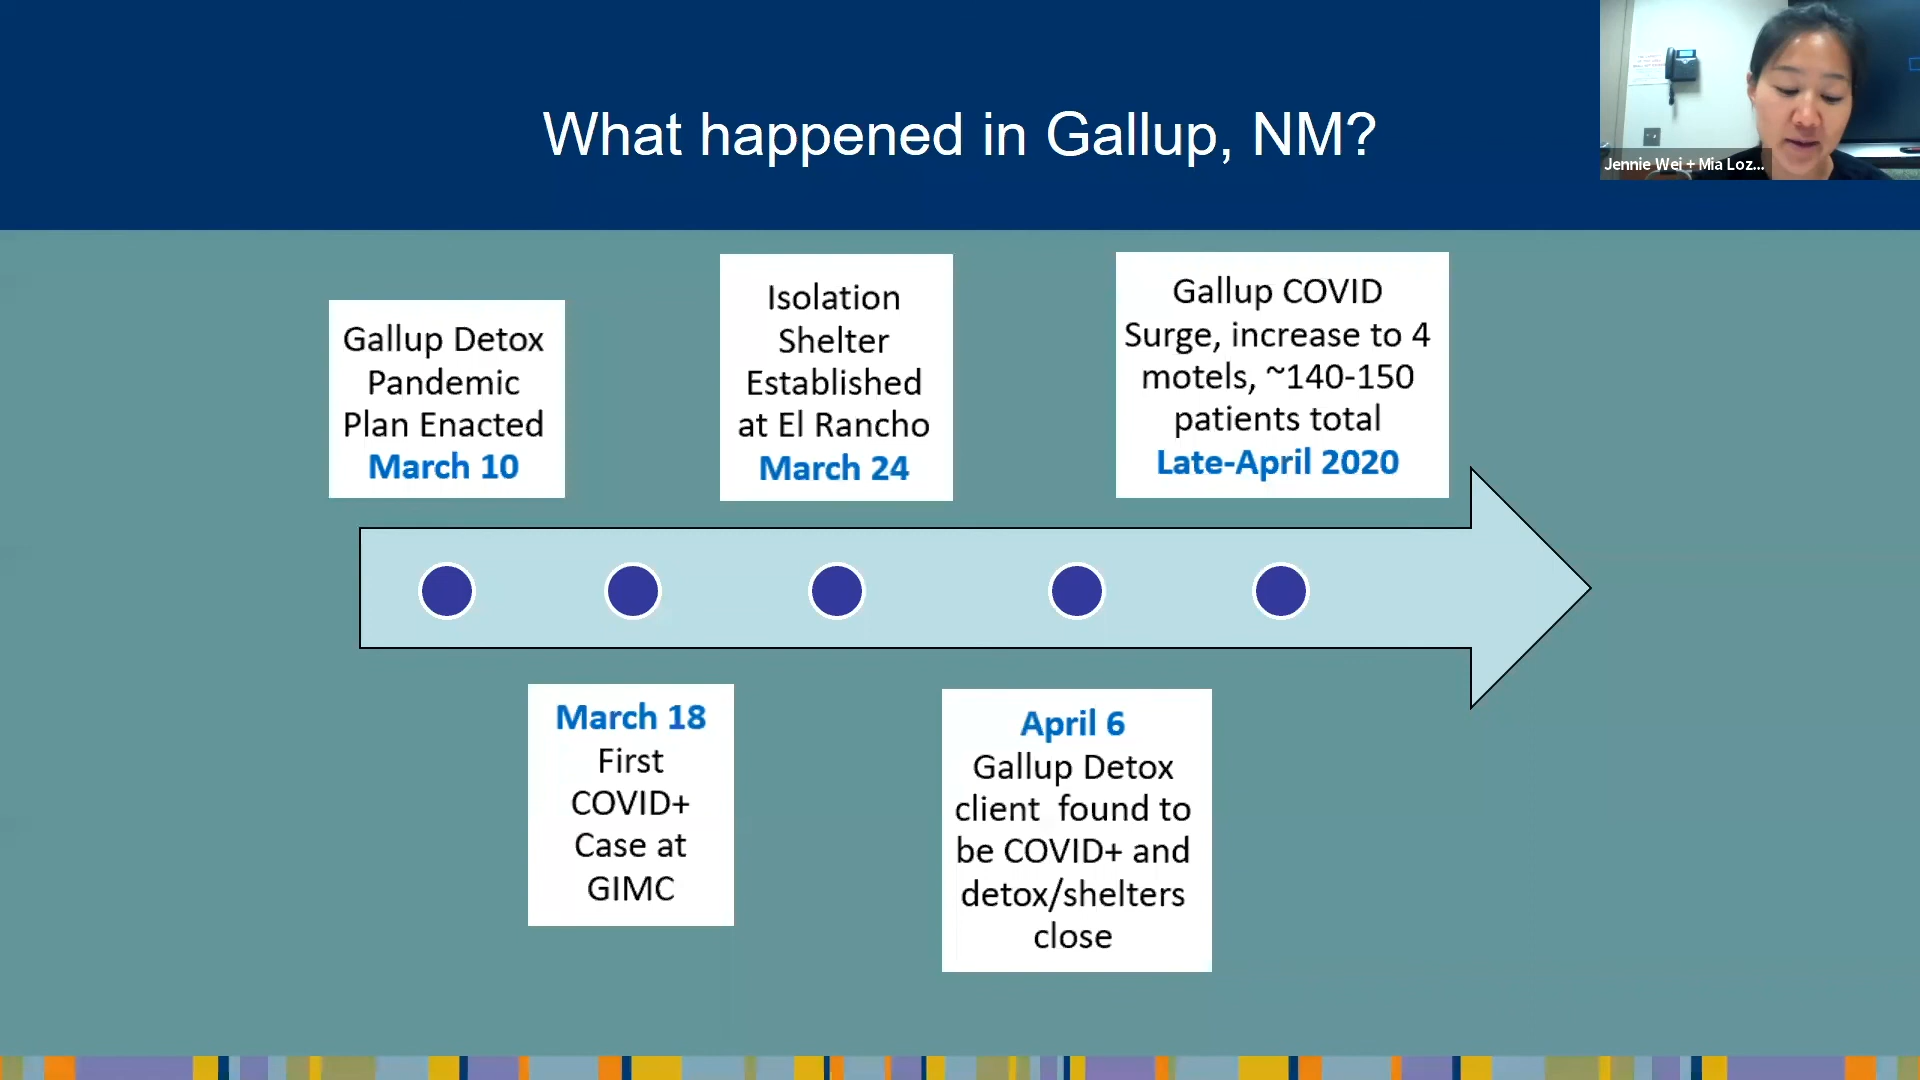 What happened in Gallup, NM?
Jennie Wei + Mia Loz...
Gallup Detox
Pandemic
Plan Enacted
March 10
Isolation
Shelter
Established
at El Rancho
March 24
Gallup COVID
Surge, increase to 4
motels, ~140-150
patients total
Late-April 2020
March 18
First
COVID+
Case at
GIMC
April 6
Gallup Detox
client found to
be COVID+ and
detox/shelters
close